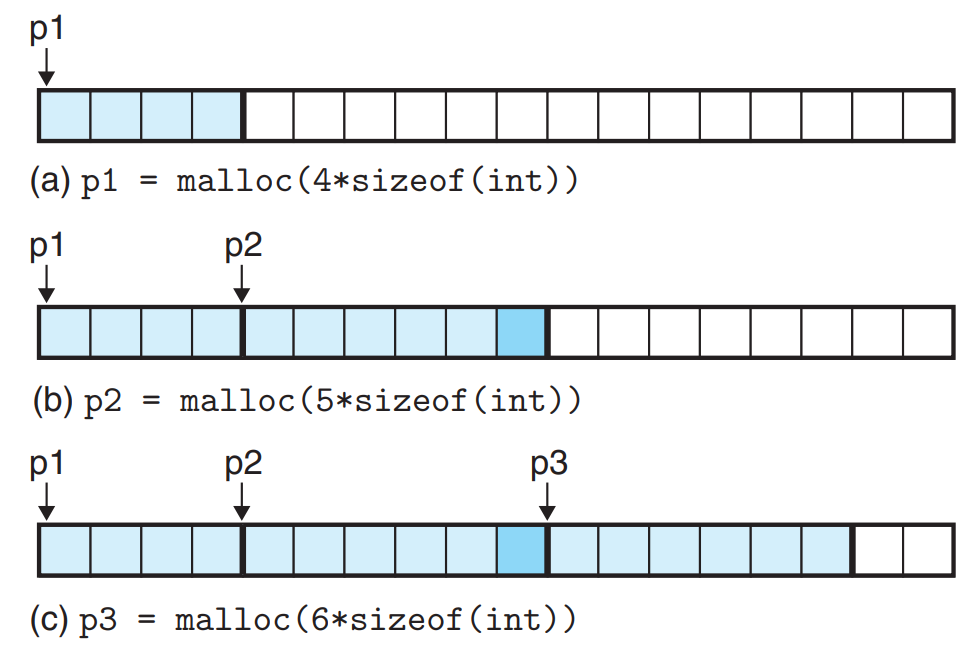 p1
(a) p1 = malloc(4*sizeof(int))
p1 p2
(b) p2 = malloc(5*sizeof(int))
p1 p2 p3
(c) p3 = malloc(6*sizeof(int))